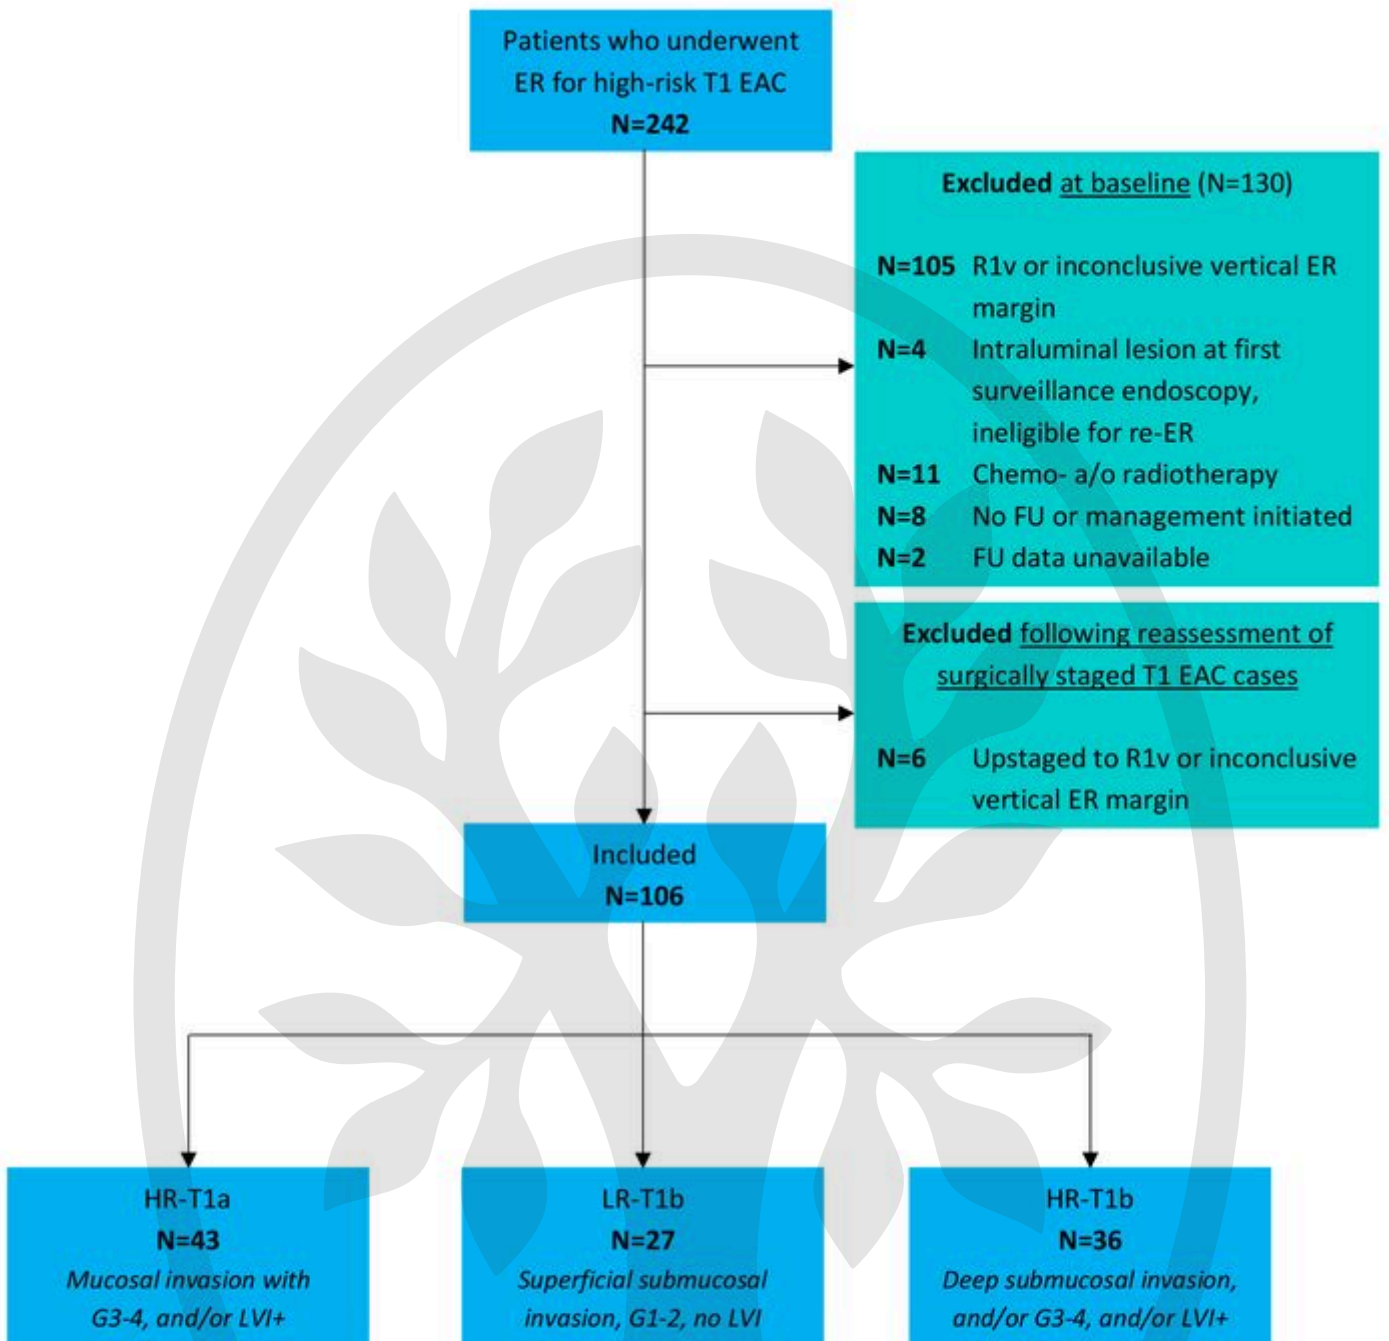 Patients who underwent
ER for high-risk T1 EAC
N=242
Excluded at baseline (N=130)
N=105 R1v or inconclusive vertical ER
margin
N=4 Intraluminal lesion at first
surveillance endoscopy,
ineligible for re-ER
N=11 Chemo- a/o radiotherapy
N=8 No FU or management initiated
N=2 FU data unavailable
Excluded following reassessment of
surgically staged T1 EAC cases
N=6 Upstaged to R1v or inconclusive
vertical ER margin
Included
N=106
HR-T1a
N=43
Mucosal invasion with
G3-4, and/or LVI+
LR-T1b
N=27
Superficial submucosal
invasion, G1-2, no LVI
HR-T1b
N=36
Deep submucosal invasion,
and/or G3-4, and/or LVI+